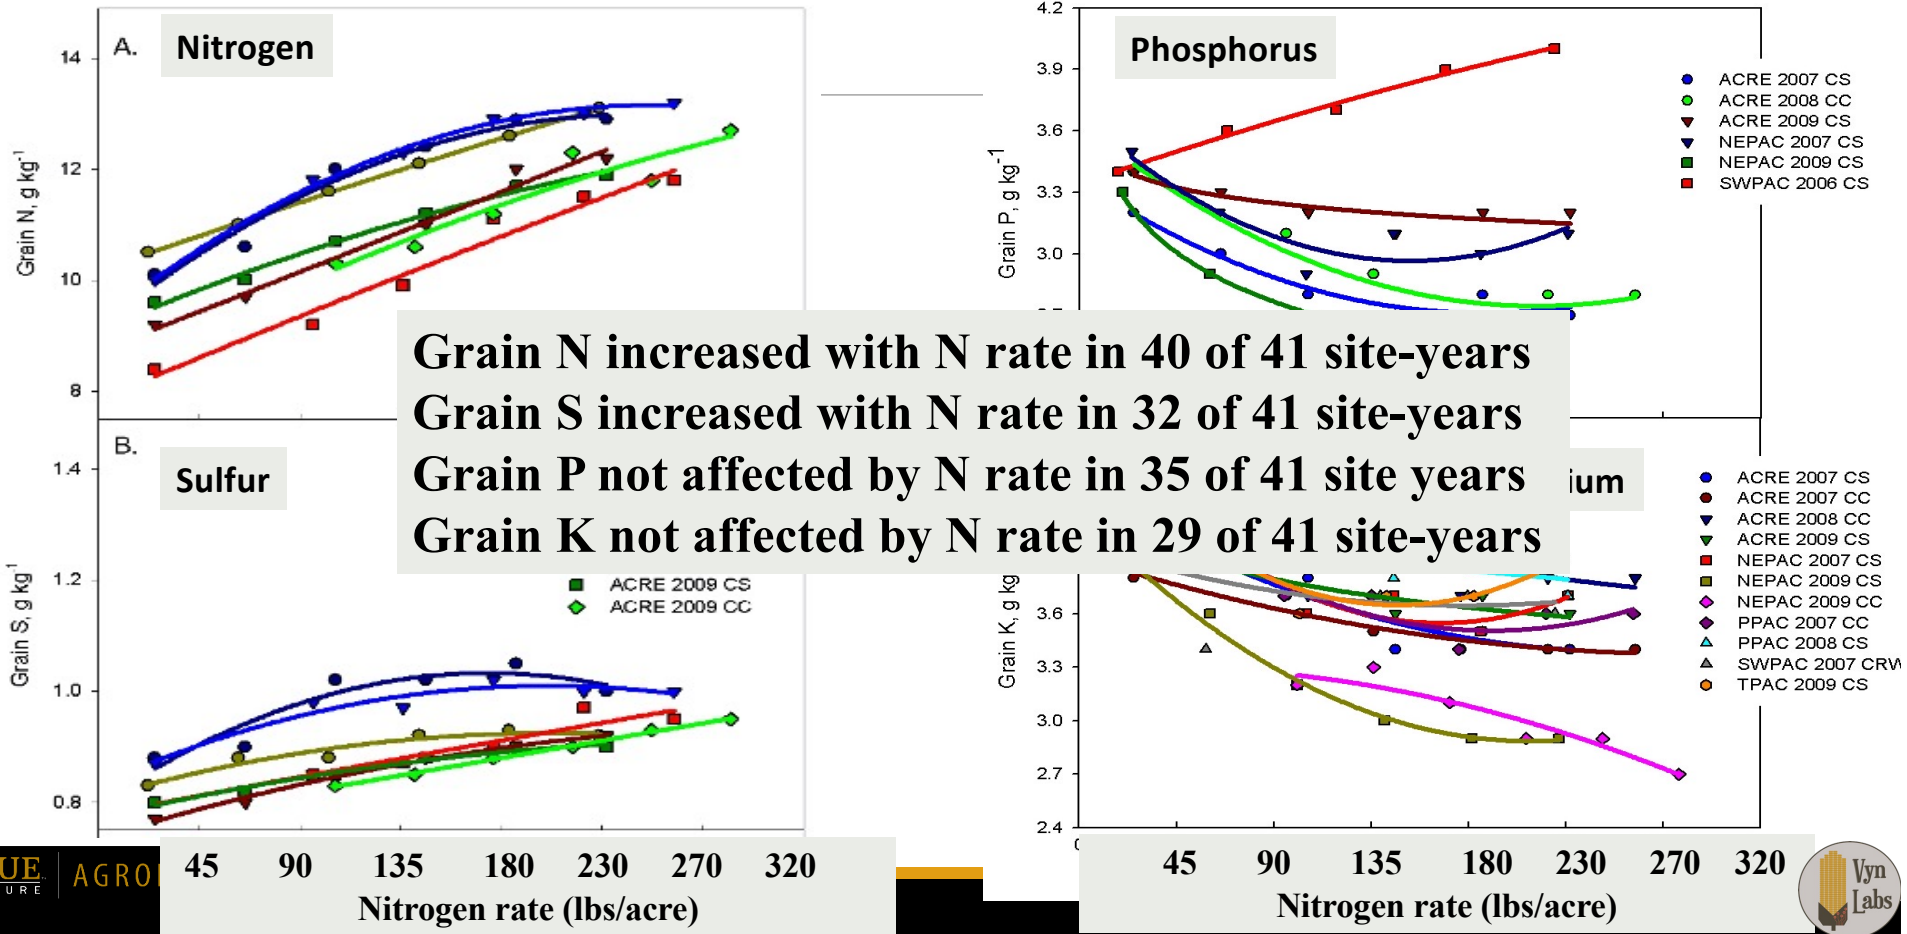 A.
Nitrogen
14
12
10
8
Grain N, g kg-1
Phosphorus
4.2
3.9
3.6
3.3
3.0
Grain P, g kg-1
ACRE 2007 CS
ACRE 2008 CC
ACRE 2009 CS
NEPAC 2007 CS
NEPAC 2009 CS
SWPAC 2006 CS
Grain N increased with N rate in 40 of 41 site-years
Grain S increased with N rate in 32 of 41 site-years
Grain P not affected by N rate in 35 of 41 site years
Grain K not affected by N rate in 29 of 41 site-years
B.
Sulfur
1.4
1.2
1.0
0.8
Grain S, g kg-1
ACRE 2009 CS
ACRE 2009 CC
ium
3.6
3.3
3.0
2.7
2.4
Grain K, g kg
ACRE 2007 CS
ACRE 2007 CC
ACRE 2008 CC
ACRE 2009 CS
NEPAC 2007 CS
NEPAC 2009 CS
NEPAC 2009 CC
PPAC 2007 CC
PPAC 2008 CS
SWPAC 2007 CRW
TPAC 2009 CS
45 90 135 180 230 270 320
Nitrogen rate (lbs/acre)
45 90 135 180 230 270 320
Nitrogen rate (lbs/acre)
UE
URE
AGRO
Vyn
Labs